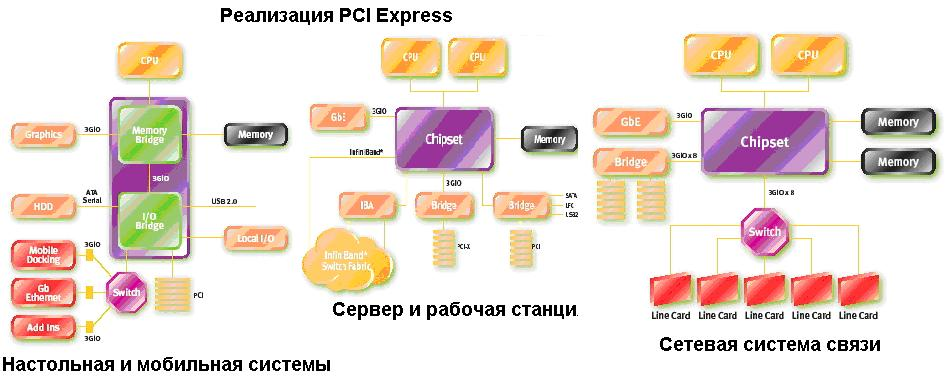 Реализация PCI Express
CPU
Graphics
3GIO
Memory
Bridge
Memory
3GIO
HDD
ATA
Serial
I/O
Bridge
USB 2.0
Local I/O
Mobile
Docking
3GIO
Gb
Ethernet
Switch
PCI
Add Ins
3GIO
Настольная и мобильная системы
CPU
CPU
GbE
3GIO
Chipset
Memory
InfiniBand*
3GIO
IBA
Bridge
Bridge
SATA
LPC
USB2
InfiniBand*
Switch Fabric
PCI-X
PCI
Сервер и рабочая станци
CPU
CPU
GbE
3GIO
Chipset
Memory
Bridge
3GIO x 8
Memory
3GIO x 8
Switch
Line Card
Line Card
Line Card
Line Card
Line Card
Сетевая система связи